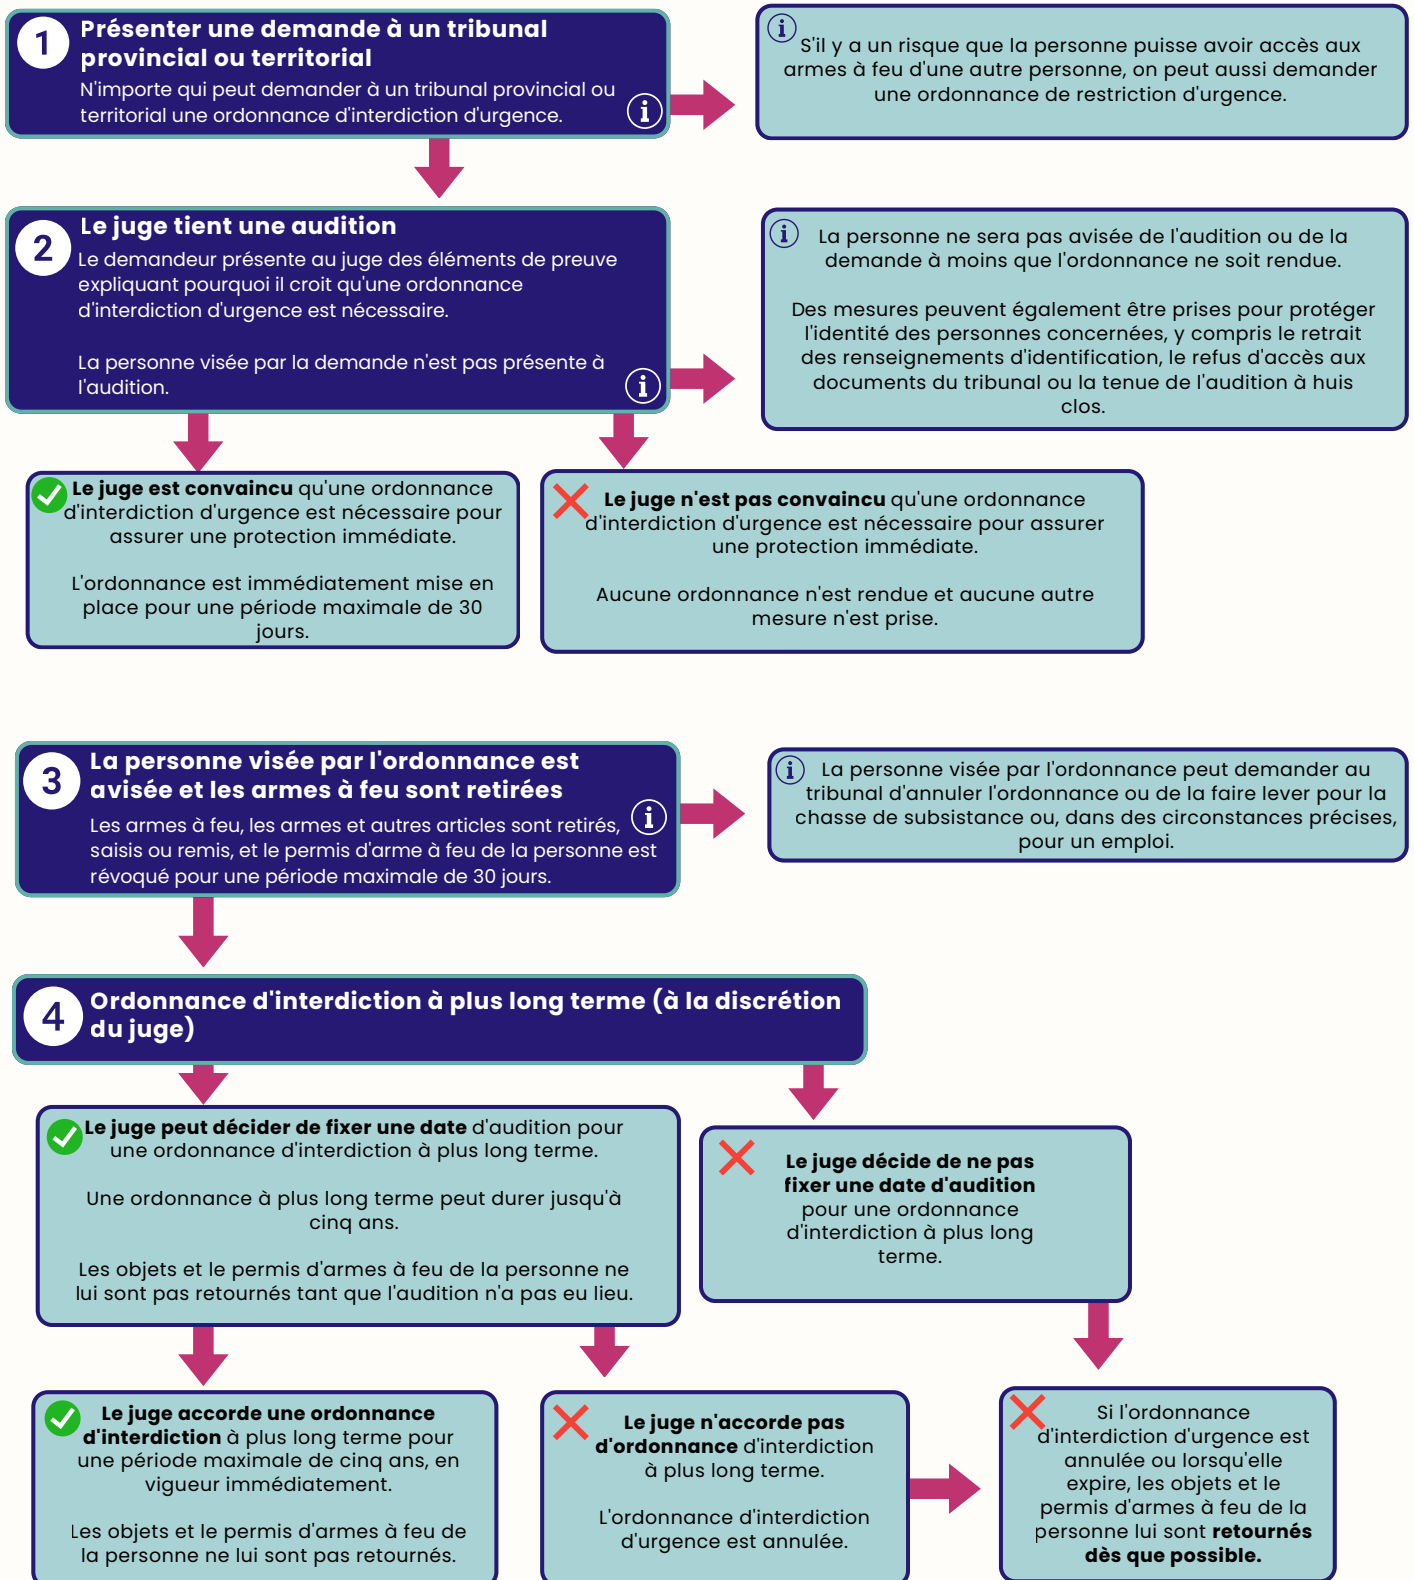 1
Présenter une demande à un tribunal
provincial ou territorial
N'importe qui peut demander à un tribunal provincial ou
territorial une ordonnance d'interdiction d'urgence.
i
i
S'il y a un risque que la personne puisse avoir accès aux
armes à feu d'une autre personne, on peut aussi demander
une ordonnance de restriction d'urgence.
2
Le juge tient une audition
Le demandeur présente au juge des éléments de preuve
expliquant pourquoi il croit qu'une ordonnance
d'interdiction d'urgence est nécessaire.
La personne visée par la demande n'est pas présente à
l'audition.
i
i
La personne ne sera pas avisée de l'audition ou de la
demande à moins que l'ordonnance ne soit rendue.
Des mesures peuvent également être prises pour protéger
l'identité des personnes concernées, y compris le retrait
des renseignements d'identification, le refus d'accès aux
documents du tribunal ou la tenue de l'audition à huis
clos.
Le juge est convaincu qu'une ordonnance
d'interdiction d'urgence est nécessaire pour
assurer une protection immédiate.
L'ordonnance est immédiatement mise en
place pour une période maximale de 30
jours.
Le juge n'est pas convaincu qu'une ordonnance
d'interdiction d'urgence est nécessaire pour assurer
une protection immédiate.
Aucune ordonnance n'est rendue et aucune autre
mesure n'est prise.
3
La personne visée par l'ordonnance est
avisée et les armes à feu sont retirées
Les armes à feu, les armes et autres articles sont retirés,
saisis ou remis, et le permis d'arme à feu de la personne est
révoqué pour une période maximale de 30 jours.
i
i
La personne visée par l'ordonnance peut demander au
tribunal d'annuler l'ordonnance ou de la faire lever pour la
chasse de subsistance ou, dans des circonstances précises,
pour un emploi.
4
Ordonnance d'interdiction à plus long terme (à la discrétion
du juge)
Le juge peut décider de fixer une date d'audition pour
une ordonnance d'interdiction à plus long terme.
Une ordonnance à plus long terme peut durer jusqu'à
cinq ans.
Les objets et le permis d'armes à feu de la personne ne
lui sont pas retournés tant que l'audition n'a pas eu lieu.
Le juge décide de ne pas
fixer une date d'audition
pour une ordonnance
d'interdiction à plus long
terme.
Le juge accorde une ordonnance
d'interdiction à plus long terme pour
une période maximale de cinq ans, en
vigueur immédiatement.
Les objets et le permis d'armes à feu de
la personne ne lui sont pas retournés.
Le juge n'accorde pas
d'ordonnance d'interdiction
à plus long terme.
L'ordonnance d'interdiction
d'urgence est annulée.
Si l'ordonnance
d'interdiction d'urgence est
annulée ou lorsqu'elle
expire, les objets et le
permis d'armes à feu de la
personne lui sont retournés
dès que possible.